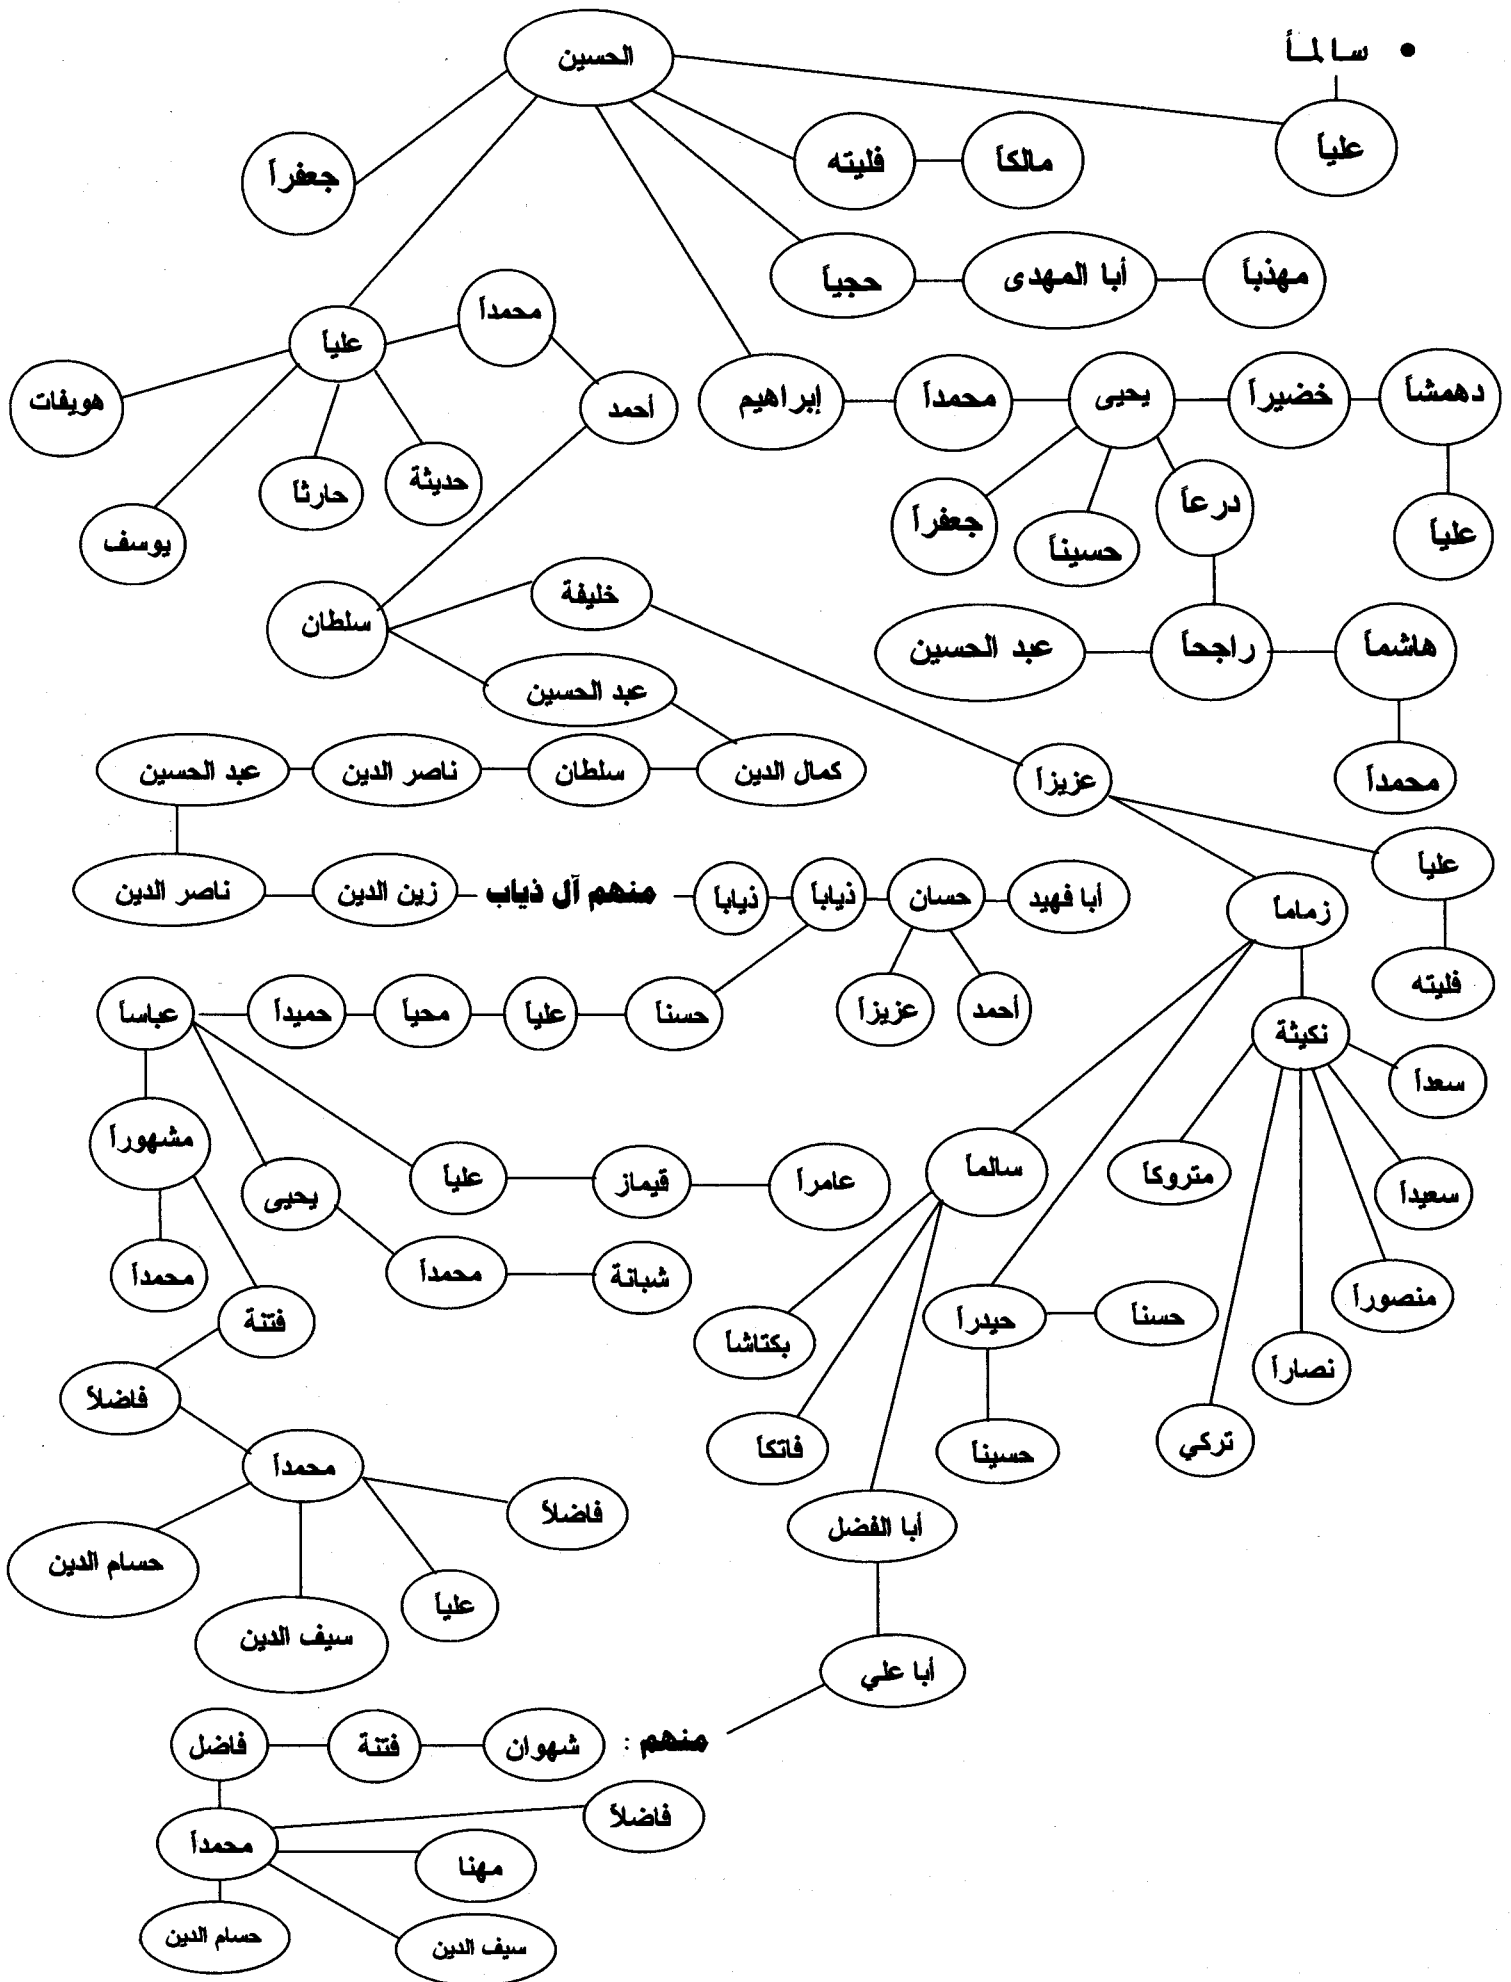 • سالماً
الحسين
علياً
فليته
مالكاً
جعفراً
حجياً
أبا المهدى
مهذباً
محمداً
علياً
هويفات
أحمد
إبراهيم
محمداً
يحيى
خضيراً
دهمشاً
حديثة
حارثاً
يوسف
جعفراً
حسيناً
درعاً
علياً
خليفة
سلطان
عبد الحسين
راجحاً
هاشماً
عبد الحسين
محمداً
عزيزاً
كمال الدين
سلطان
ناصر الدين
عبد الحسين
علياً
ناصر الدين
زين الدين
منهم آل ذياب
ذياباً
ذياباً
حسان
أبا فهيد
زماماً
فليته
عباساً
حميداً
محياً
علياً
حسناً
عزيزاً
أحمد
نكيثة
سعداً
مشهوراً
يحيى
علياً
قيماز
عامراً
سالماً
متروكاً
سعيداً
محمداً
محمداً
شبانة
منصوراً
فتنة
بكتاشاً
حيدراً
حسناً
نصاراً
فاضلاً
فاتكاً
حسيناً
تركي
محمداً
فاضلاً
أبا الفضل
حسام الدين
علياً
سيف الدين
أبا علي
منهم :
شهوان
فتنة
فاضل
فاضلاً
محمداً
مهنا
حسام الدين
سيف الدين